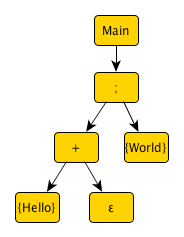 Main
;
+
{World}
{Hello}
ε